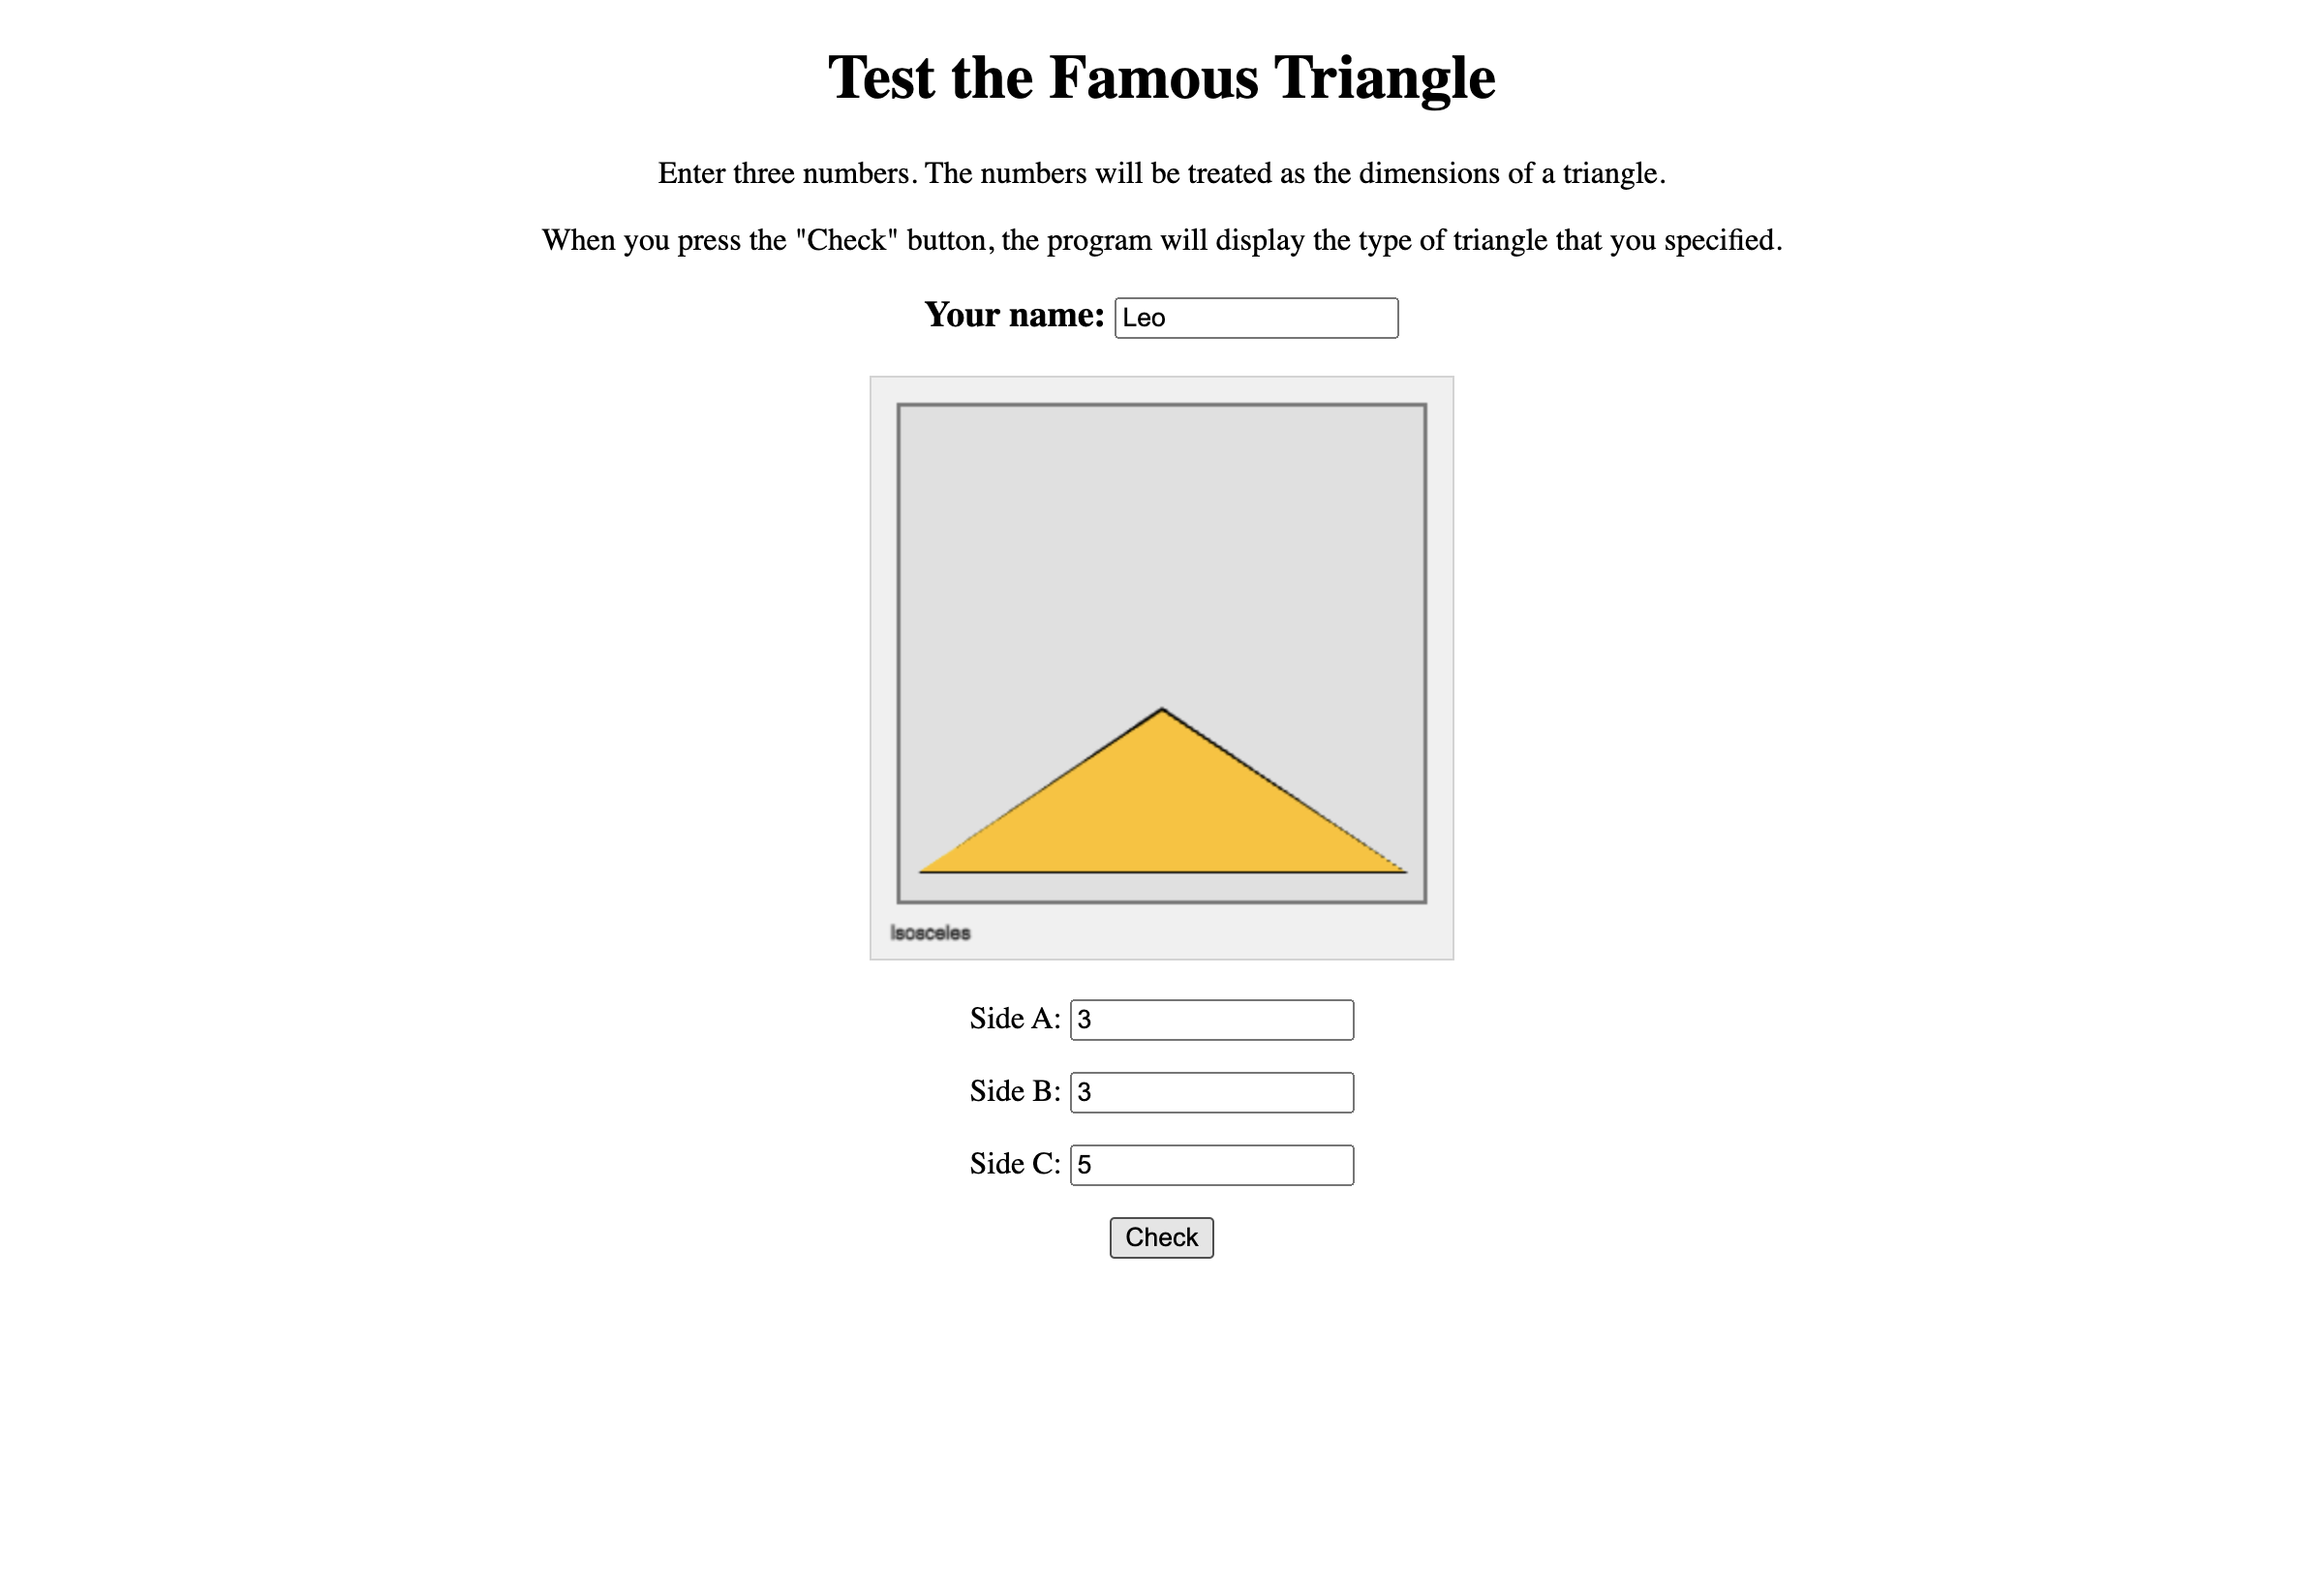 Test the Famous Triangle
Enter three numbers. The numbers will be treated as the dimensions of a triangle.
When you press the "Check" button, the program will display the type of triangle that you specified.
Your name: Leo
Isosceles
Side A: 3
Side B: 3
Side C: 5
Check